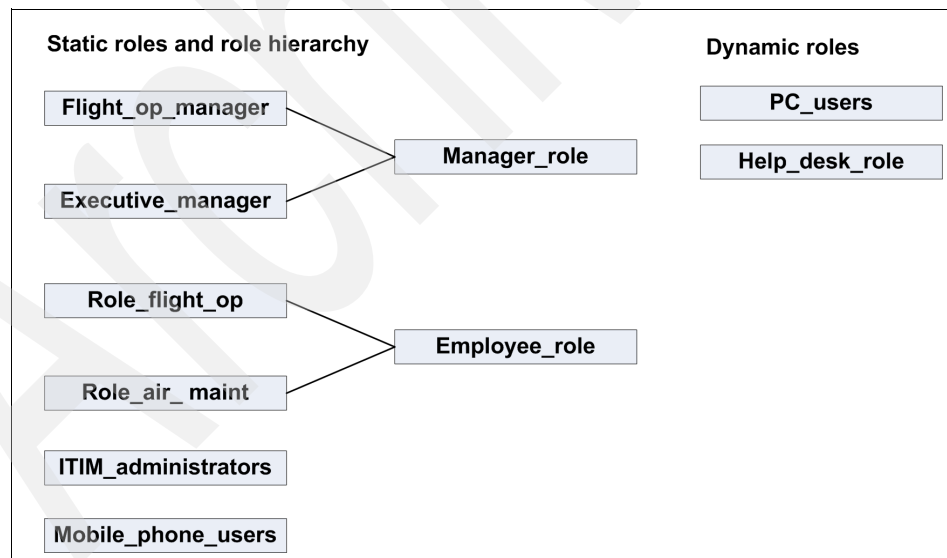 Static roles and role hierarchy
Dynamic roles
Flight_op_manager
Manager_role
Executive_manager
PC_users
Help_desk_role
Role_flight_op
Employee_role
Role_air_ maint
ITIM_administrators
Mobile_phone_users